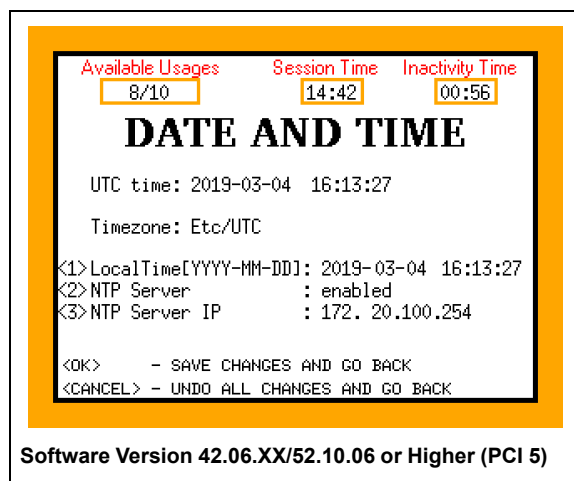 Available Usages Session Time Inactivity Time
8/10 14:42 00:56
DATE AND TIME
UTC time: 2019-03-04 16:13:27
Timezone: Etc/UTC
<1>LocalTime[YYYY-MM-DD]: 2019-03-04 16:13:27
<2>NTP Server : enabled
<3>NTP Server IP : 172. 20.100.254
<OK> - SAVE CHANGES AND GO BACK
<CANCEL> - UNDO ALL CHANGES AND GO BACK
Software Version 42.06.XX/52.10.06 or Higher (PCI 5)